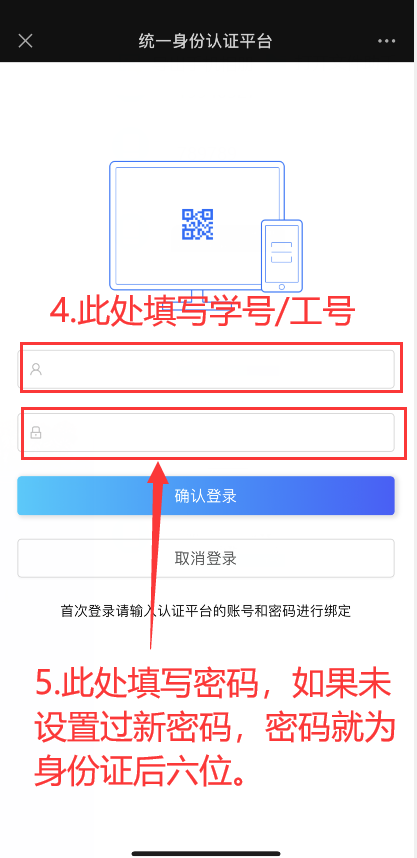 统一身份认证平台
4.此处填写学号/工号
确认登录
取消登录
首次登录请输入认证平台的账号和密码进行绑定
5.此处填写密码，如果未
设置过新密码，密码就为
身份证后六位。